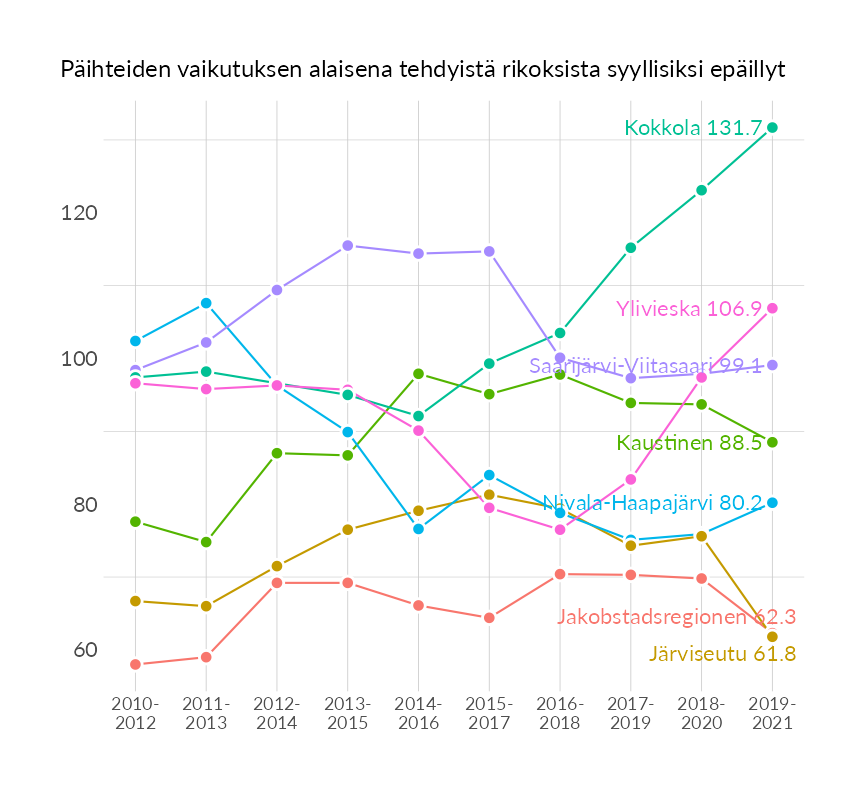 Päihteiden vaikutuksen alaisena tehdyistä rikoksista syyllisiksi epäillyt
Kokkola 131.7
120
Ylivieska 106.9
100
Saarijärvi-Viitasaari 99.1
Kaustinen 88.5
80
Nivala-Haapajärvi 80.2
Jakobstadsregionen 62.3
60
Järviseutu 61.8
2010- 2011- 2012- 2013- 2014- 2015- 2016- 2017- 2018- 2019-
2012 2013 2014 2015 2016 2017 2018 2019 2020 2021